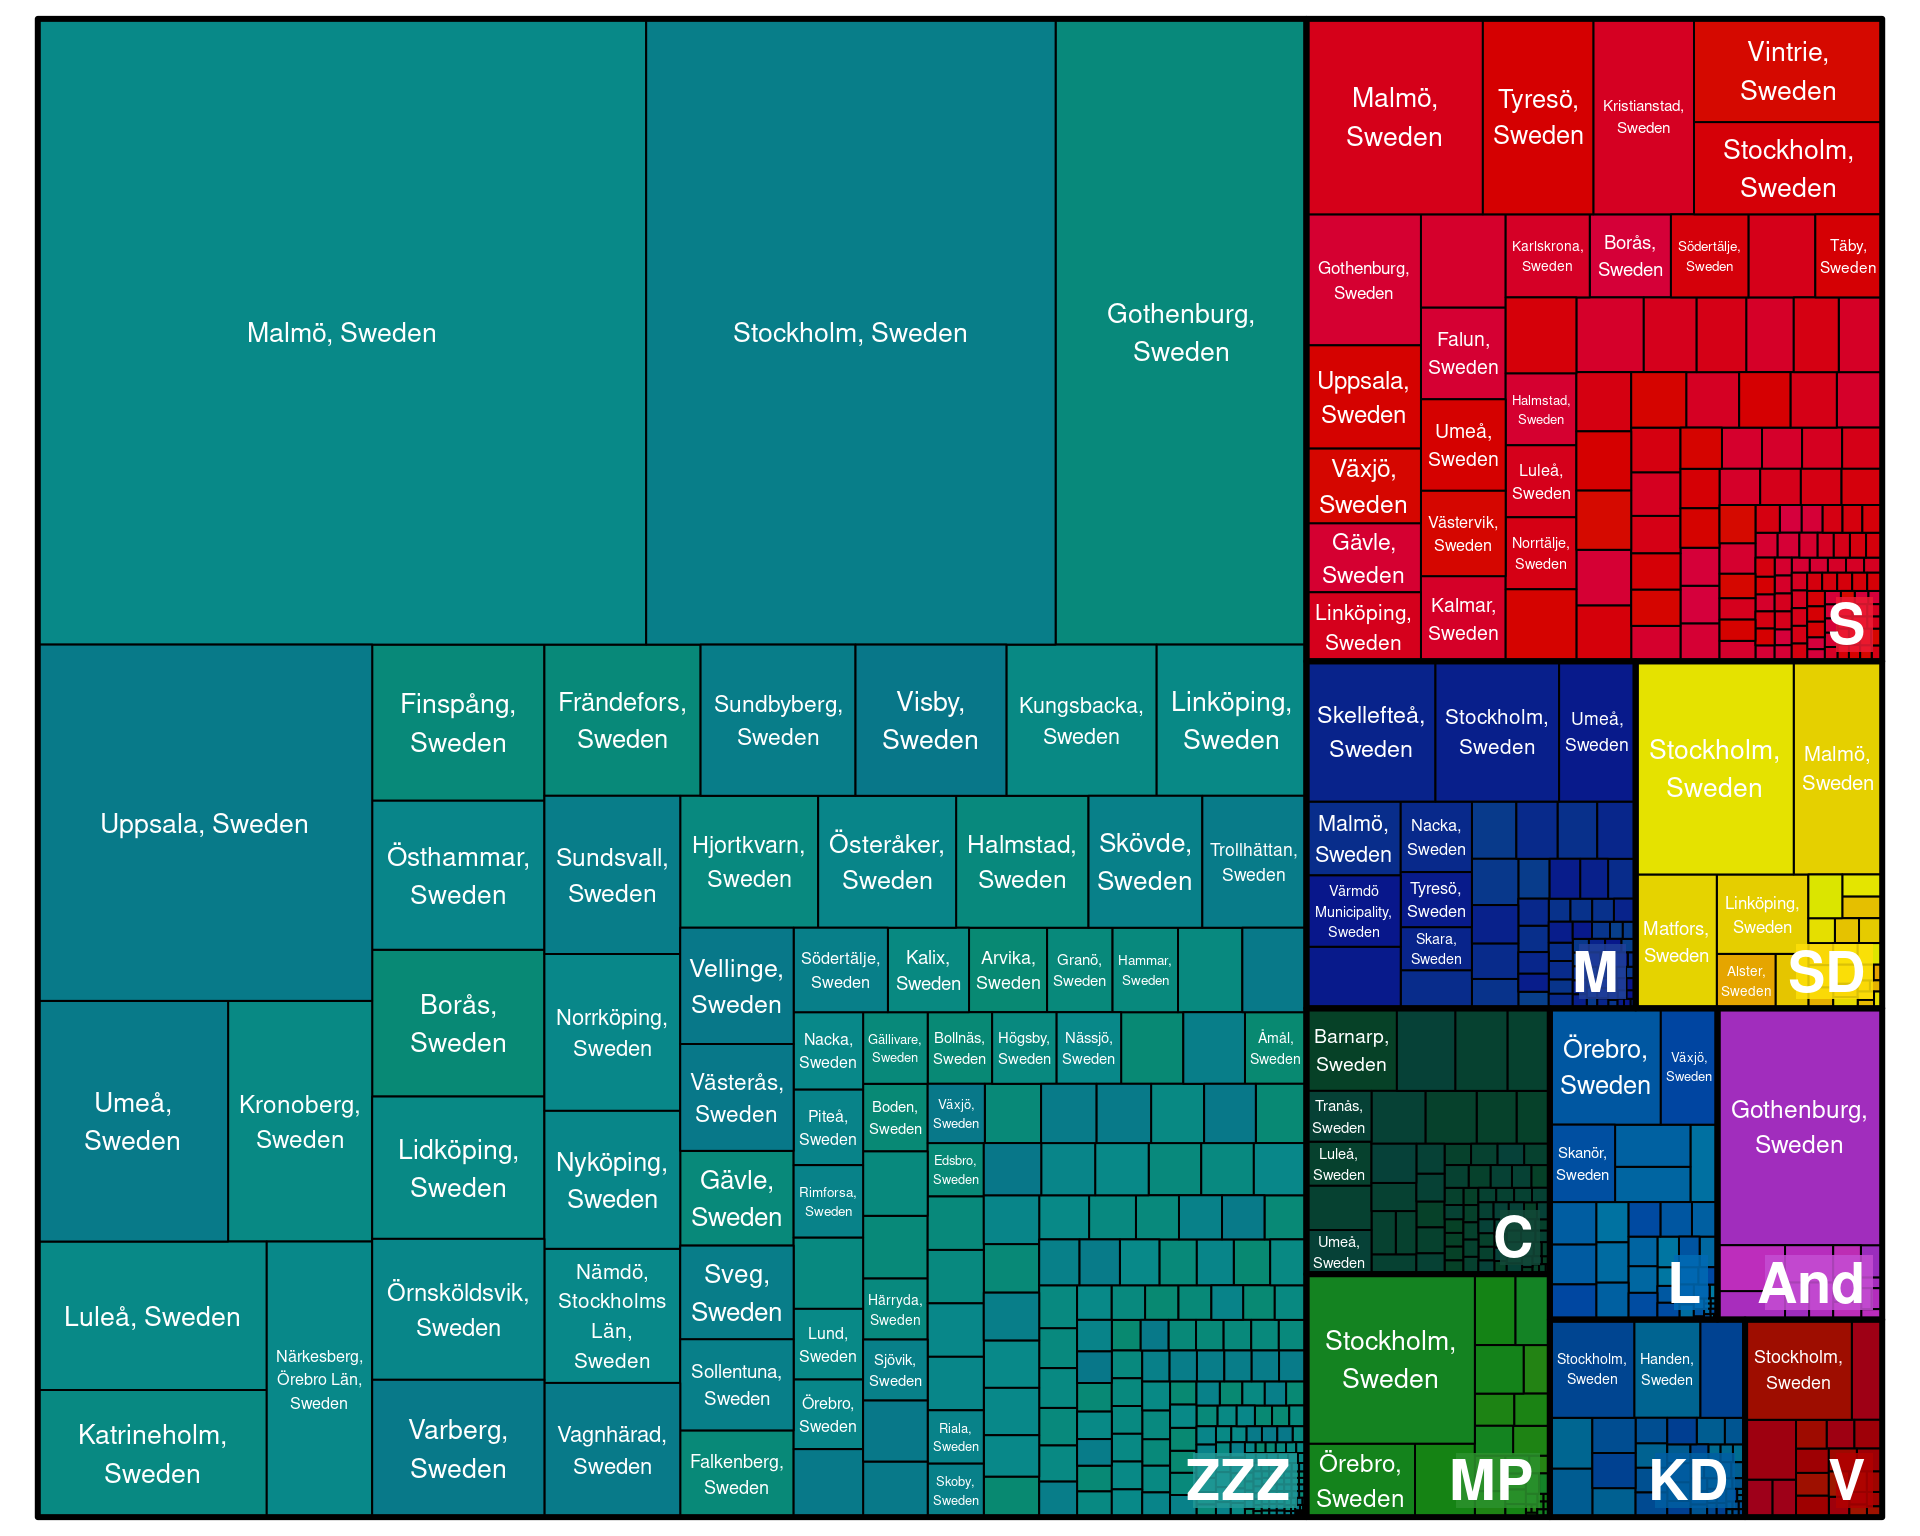 Malmö, Sweden
Stockholm, Sweden
Gothenburg,
Sweden
Uppsala, Sweden
Umeå,
Sweden
Kronoberg,
Sweden
Luleå, Sweden
Katrineholm,
Sweden
Närkesberg,
Örebro Län,
Sweden
Finspång,
Sweden
Östhammar,
Sweden
Borås,
Sweden
Lidköping,
Sweden
Örnsköldsvik,
Sweden
Varberg,
Sweden
Frändefors,
Sweden
Sundbyberg,
Sweden
Visby,
Sweden
Kungsbacka,
Sweden
Linköping,
Sweden
Sundsvall,
Sweden
Norrköping,
Sweden
Nyköping,
Sweden
Nämdö,
Stockholms
Län,
Sweden
Vagnhärad,
Sweden
Hjortkvarn,
Sweden
Österåker,
Sweden
Halmstad,
Sweden
Skövde,
Sweden
Trollhättan,
Sweden
Vellinge,
Sweden
Västerås,
Sweden
Gävle,
Sweden
Sveg,
Sweden
Sollentuna,
Sweden
Falkenberg,
Sweden
Södertälje,
Sweden
Kalix,
Sweden
Arvika,
Sweden
Granö,
Sweden
Hammar,
Sweden
Nacka,
Sweden
Piteå,
Sweden
Rimforsa,
Sweden
Lund,
Sweden
Örebro,
Sweden
Gällivare,
Sweden
Bollnäs,
Sweden
Högsby,
Sweden
Nässjö,
Sweden
Åmål,
Sweden
Boden,
Sweden
Härryda,
Sweden
Sjövik,
Sweden
Växjö,
Sweden
Edsbro,
Sweden
Riala,
Sweden
Skoby,
Sweden
ZZZ
Malmö,
Sweden
Tyresö,
Sweden
Kristianstad,
Sweden
Vintrie,
Sweden
Stockholm,
Sweden
Gothenburg,
Sweden
Uppsala,
Sweden
Växjö,
Sweden
Gävle,
Sweden
Linköping,
Sweden
Falun,
Sweden
Umeå,
Sweden
Västervik,
Sweden
Kalmar,
Sweden
Karlskrona,
Sweden
Borås,
Sweden
Södertälje,
Sweden
Täby,
Sweden
Halmstad,
Sweden
Luleå,
Sweden
Norrtälje,
Sweden
S
Skellefteå,
Sweden
Stockholm,
Sweden
Umeå,
Sweden
Malmö,
Sweden
Värmdö
Municipality,
Sweden
Nacka,
Sweden
Tyresö,
Sweden
Skara,
Sweden
M
Stockholm,
Sweden
Malmö,
Sweden
Matfors,
Sweden
Linköping,
Sweden
Alster,
Sweden
SD
Barnarp,
Sweden
Tranås,
Sweden
Luleå,
Sweden
Umeå,
Sweden
C
Örebro,
Sweden
Växjö,
Sweden
Skanör,
Sweden
L
Gothenburg,
Sweden
And
Stockholm,
Sweden
Örebro,
Sweden
MP
Stockholm,
Sweden
Handen,
Sweden
KD
Stockholm,
Sweden
V